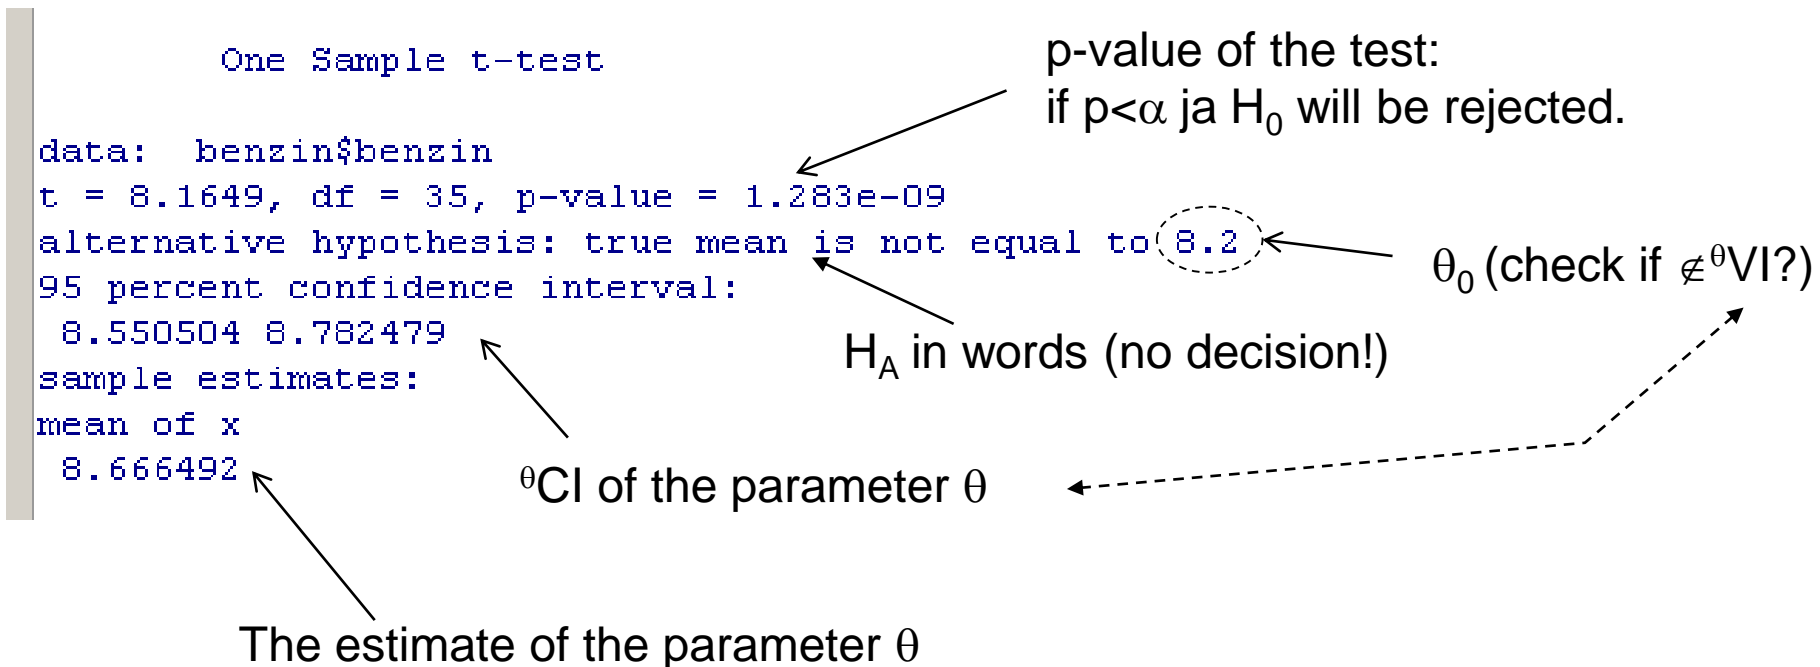 One Sample t-test
data:  benzin$benzin
t = 8.1649, df = 35, p-value = 1.283e-09
alternative hypothesis: true mean is not equal to 8.2
95 percent confidence interval:
 8.550504 8.782479
sample estimates:
mean of x
 8.666492
p-value of the test:
if p<α ja H₀ will be rejected.
θ₀ (check if ∉ᶿVI?)
H_A in words (no decision!)
ᶿCI of the parameter θ
The estimate of the parameter θ